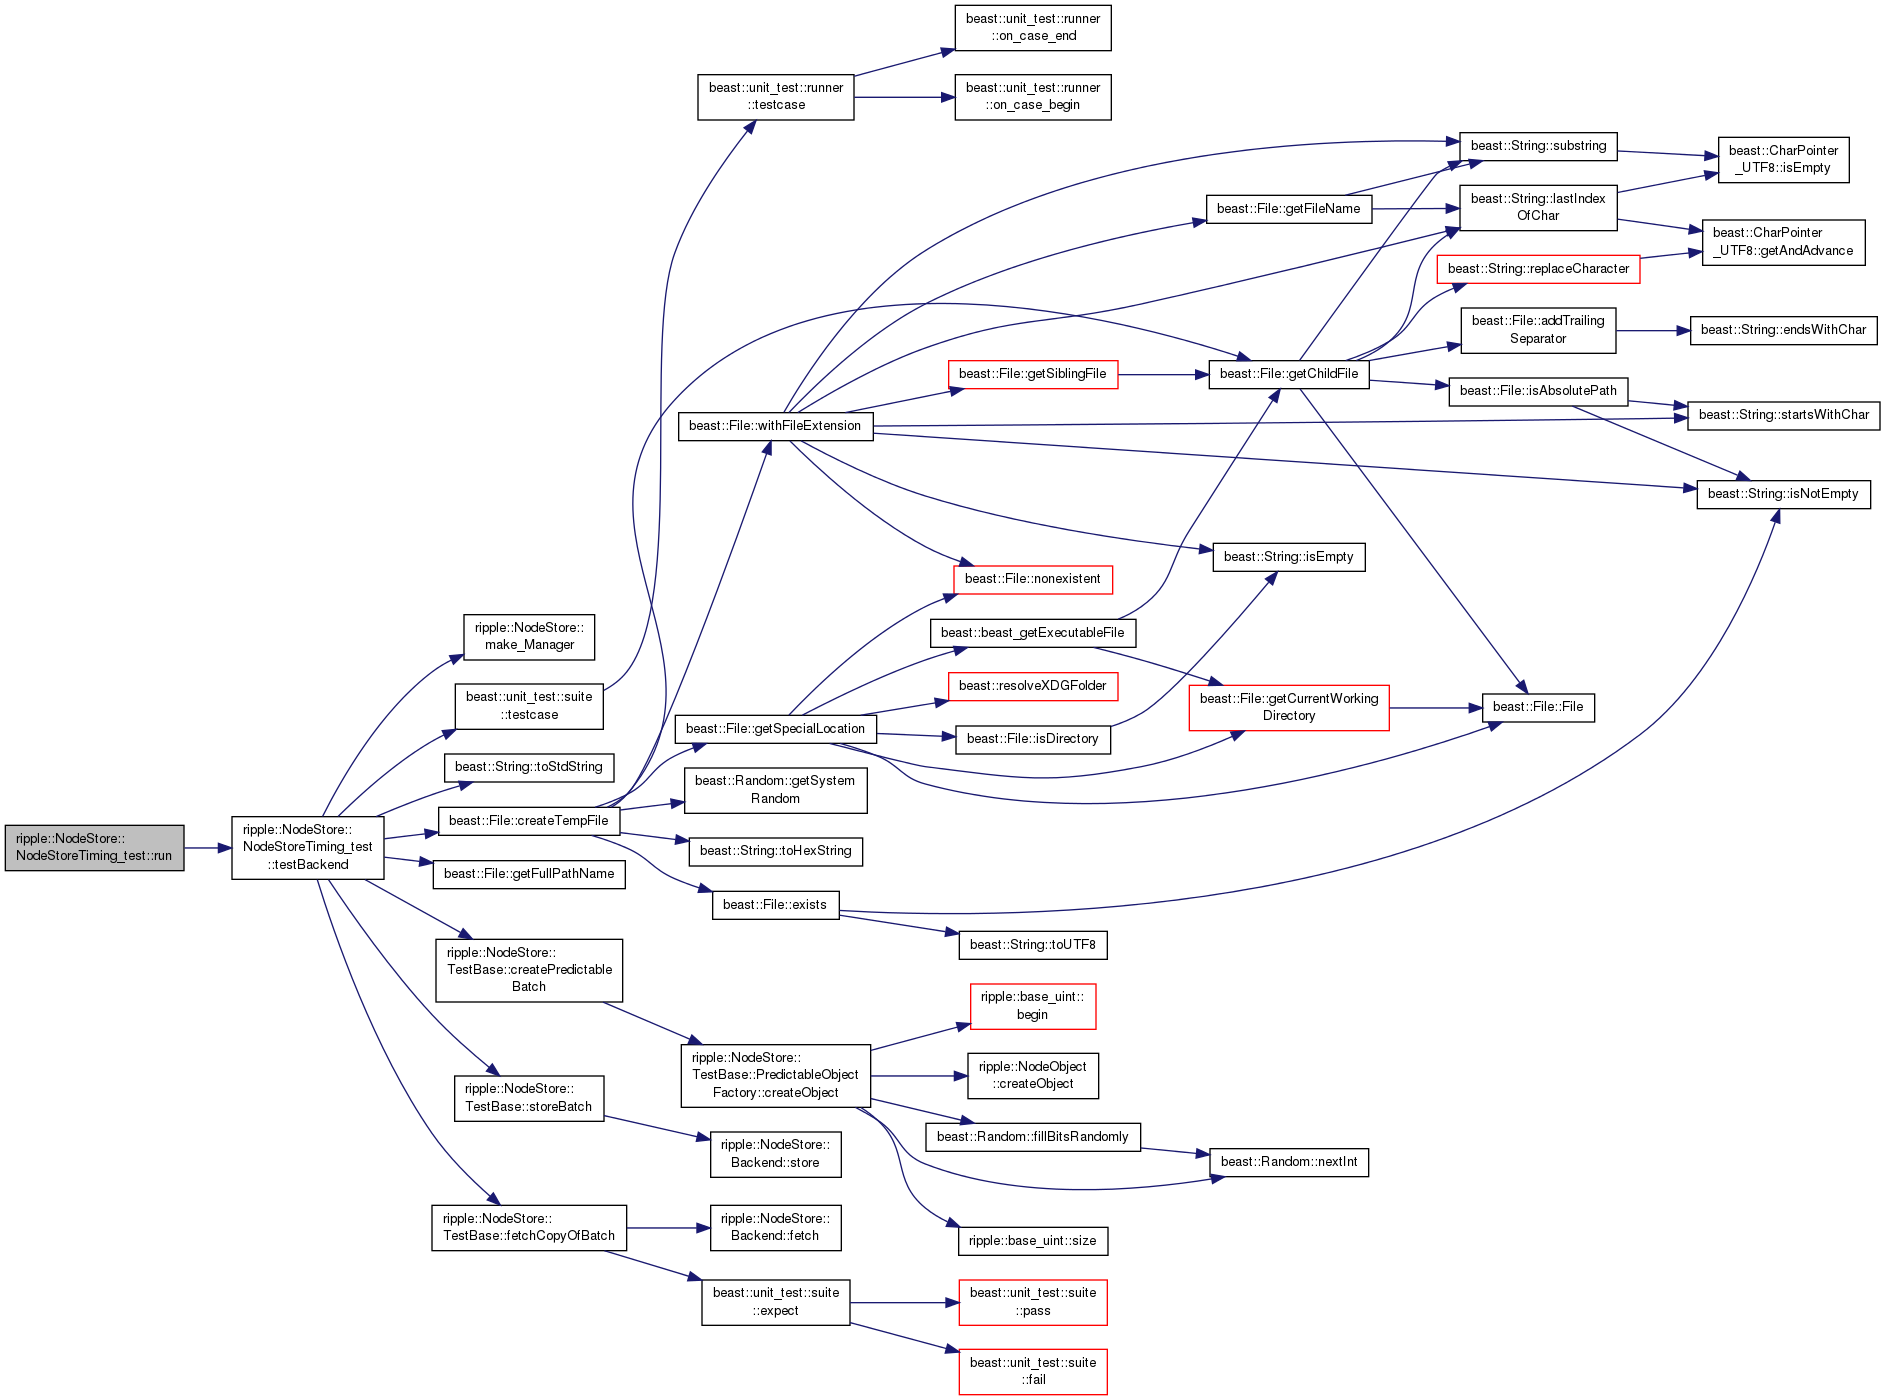 beast::unit_test::runner
::on_case_end
beast::unit_test::runner
::testcase
beast::unit_test::runner
::on_case_begin
beast::String::substring
beast::CharPointer
_UTF8::isEmpty
beast::File::getFileName
beast::String::lastIndex
OfChar
beast::CharPointer
_UTF8::getAndAdvance
beast::String::replaceCharacter
beast::File::addTrailing
Separator
beast::String::endsWithChar
beast::File::getSiblingFile
beast::File::getChildFile
beast::File::isAbsolutePath
beast::String::startsWithChar
beast::File::withFileExtension
beast::String::isNotEmpty
beast::String::isEmpty
beast::File::nonexistent
ripple::NodeStore::
make_Manager
beast::beast_getExecutableFile
beast::unit_test::suite
::testcase
beast::resolveXDGFolder
beast::File::getCurrentWorking
Directory
beast::File::File
beast::File::getSpecialLocation
beast::File::isDirectory
beast::String::toStdString
beast::Random::getSystem
Random
beast::File::createTempFile
ripple::NodeStore::
NodeStoreTiming_test::run
ripple::NodeStore::
NodeStoreTiming_test
::testBackend
beast::String::toHexString
beast::File::getFullPathName
beast::File::exists
beast::String::toUTF8
ripple::NodeStore::
TestBase::createPredictable
Batch
ripple::base_uint::
begin
ripple::NodeStore::
TestBase::PredictableObject
Factory::createObject
ripple::NodeObject
::createObject
ripple::NodeStore::
TestBase::storeBatch
beast::Random::fillBitsRandomly
ripple::NodeStore::
Backend::store
beast::Random::nextInt
ripple::NodeStore::
TestBase::fetchCopyOfBatch
ripple::NodeStore::
Backend::fetch
ripple::base_uint::size
beast::unit_test::suite
::expect
beast::unit_test::suite
::pass
beast::unit_test::suite
::fail